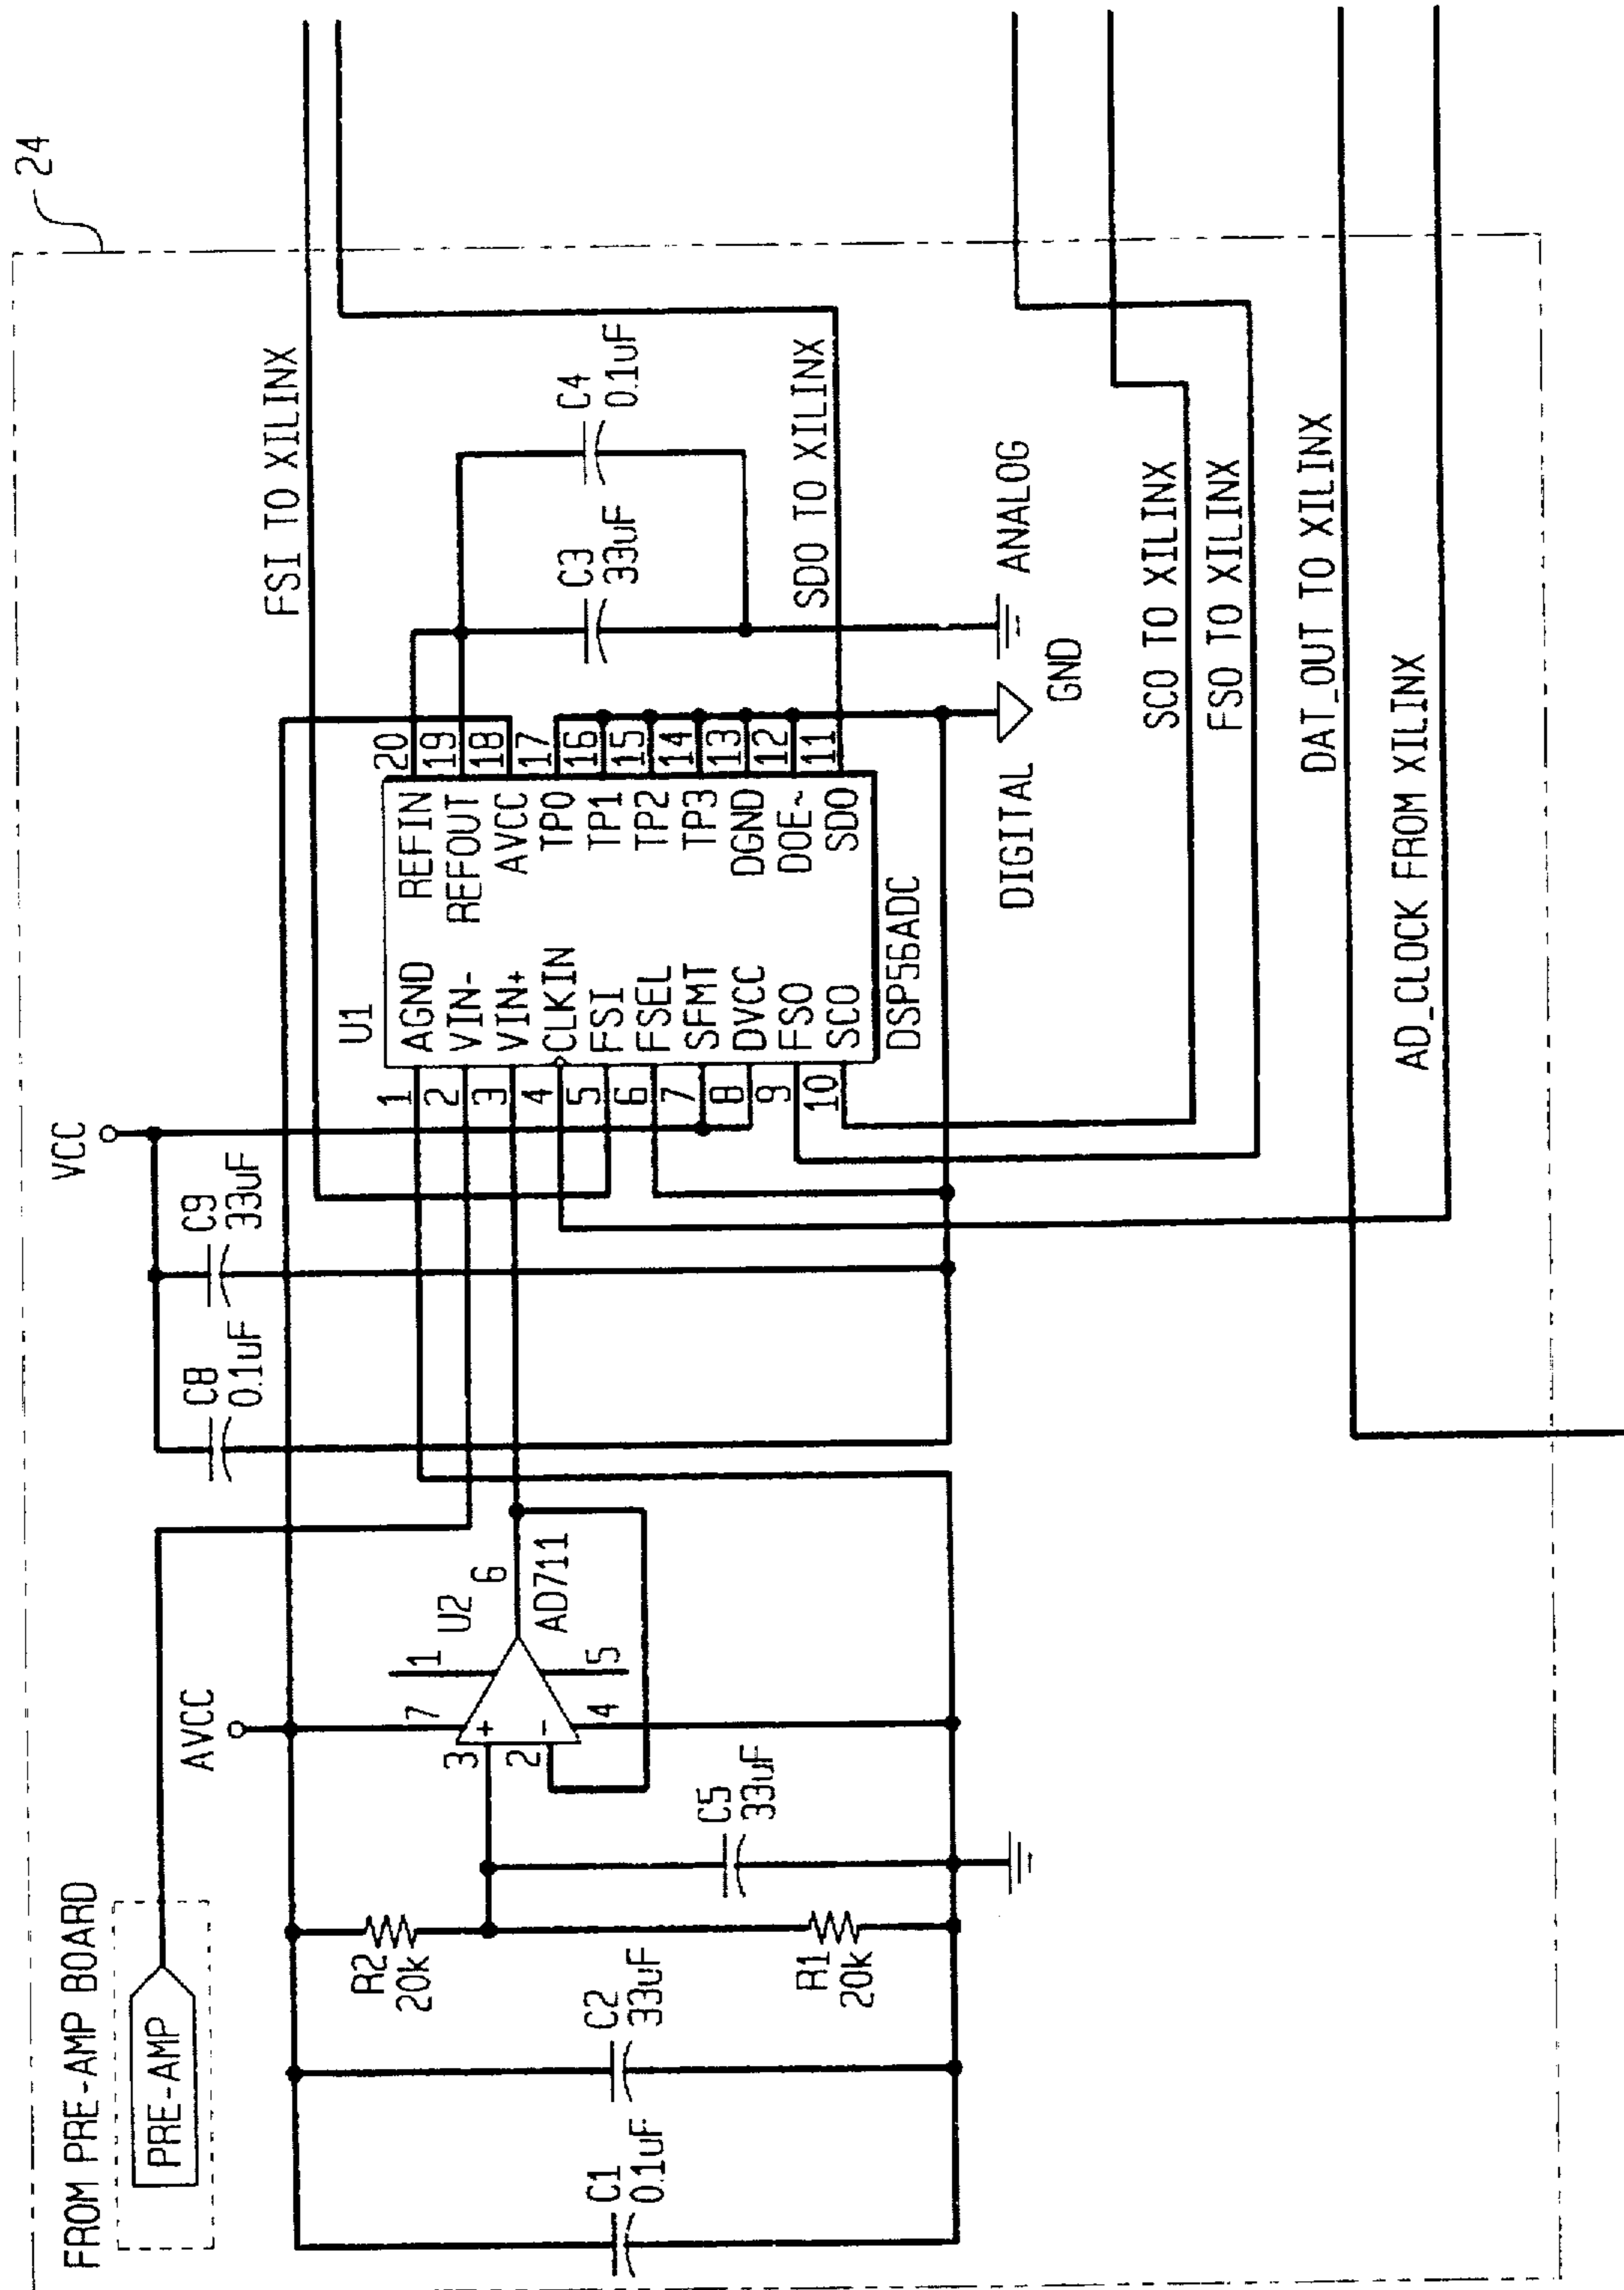 24
FROM PRE-AMP BOARD
PRE-AMP
AVCC
VCC
C8
0.1uF
C9
33uF
FSI TO XILINX
C1
0.1uF
C2
33uF
R2
20k
R1
20k
C5
33uF
U2
AD711
3
2
7
4
1
5
6
U1
1 AGND
2 VIN-
3 VIN+
4 CLKIN
5 FSI
6 FSEL
7 SFMT
8 DVCC
9 FSO
10 SCO
REFIN 20
REFOUT 19
AVCC 18
TP0 17
TP1 16
TP2 15
TP3 14
DGND 13
DOE~ 12
SDO 11
DSP56ADC
C3
33uF
C4
0.1uF
SDO TO XILINX
DIGITAL
GND
ANALOG
SCO TO XILINX
FSO TO XILINX
DAT_OUT TO XILINX
AD_CLOCK FROM XILINX